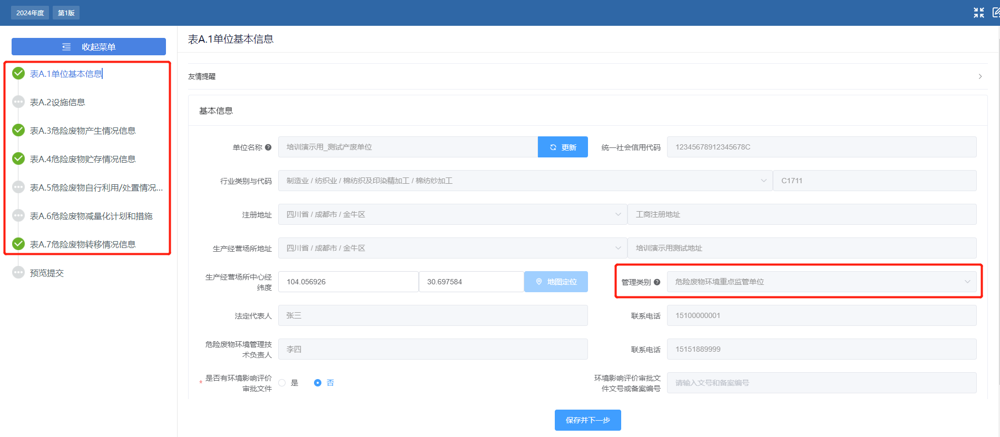 2024年度 第1版
收起菜单
表A.1单位基本信息
表A.2设施信息
表A.3危险废物产生情况信息
表A.4危险废物贮存情况信息
表A.5危险废物自行利用/处置情况...
表A.6危险废物减量化计划和措施
表A.7危险废物转移情况信息
预览提交
表A.1单位基本信息
友情提醒
基本信息
单位名称 培训演示用_测试产废单位 更新 统一社会信用代码 12345678912345678C
行业类别与代码 制造业 / 纺织业 / 棉纺织及印染精加工 / 棉纺纱加工 C1711
注册地址 四川省 / 成都市 / 金牛区 工商注册地址
生产经营场所地址 四川省 / 成都市 / 金牛区 培训演示用测试地址
生产经营场所中心经
纬度 104.056926 30.697584 地图定位 管理类别 危险废物环境重点监管单位
法定代表人 张三 联系电话 15100000001
危险废物环境管理技
术负责人 李四 联系电话 15151889999
* 是否有环境影响评价
审批文件 是 否 环境影响评价审批文
件文号或备案编号 请输入文号和备案编号
保存并下一步